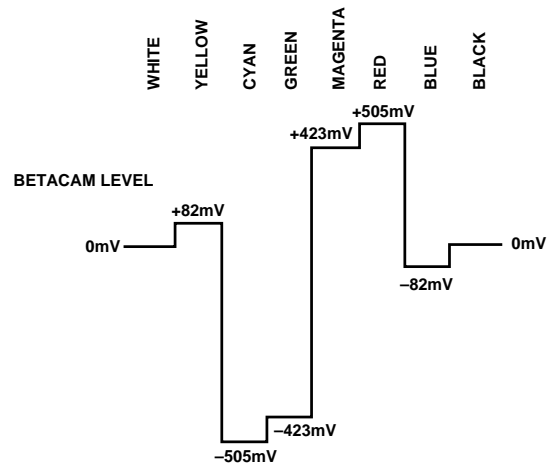 WHITE
YELLOW
CYAN
GREEN
MAGENTA
RED
BLUE
BLACK
+505mV
+423mV
BETACAM LEVEL
+82mV
0mV
0mV
–82mV
–423mV
–505mV